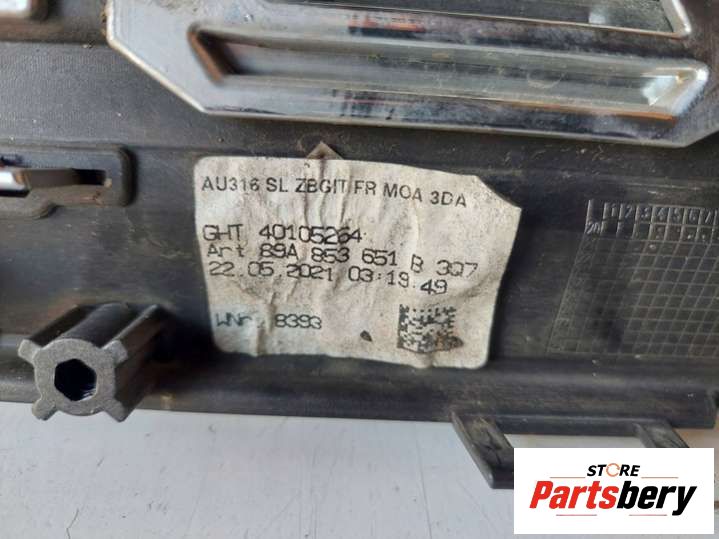 AU316 SL ZBGIT FR MOA 3DA
GHT 40105264
Art 89A 853 651 B 3Q7
22.05.2021 03:19:49
8393
STORE
Partsbery